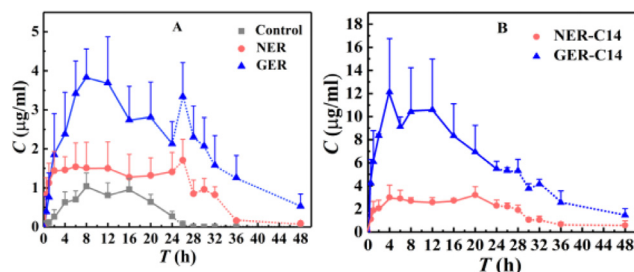 A
Control
NER
GER
C (μg/ml)
5
4
3
2
1
0
0 4 8 12 16 20 24 28 32 36 40 44 48
T (h)
B
NER-C14
GER-C14
C (μg/ml)
18
16
14
12
10
8
6
4
2
0
0 4 8 12 16 20 24 28 32 36 40 44 48
T (h)